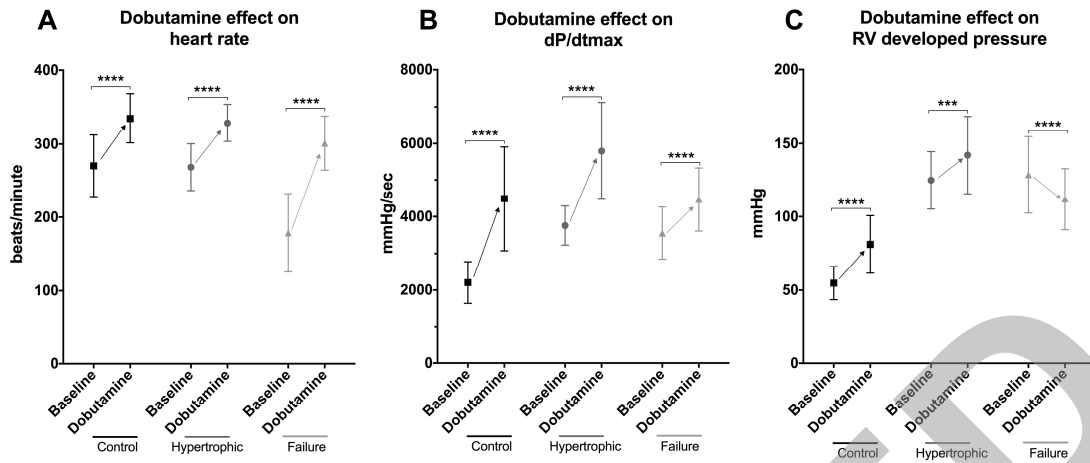 A
Dobutamine effect on
heart rate
beats/minute
400
300
200
100
0
****
****
****
Baseline
Dobutamine
Baseline
Dobutamine
Baseline
Dobutamine
Control
Hypertrophic
Failure
B
Dobutamine effect on
dP/dtmax
mmHg/sec
8000
6000
4000
2000
0
****
****
****
Baseline
Dobutamine
Baseline
Dobutamine
Baseline
Dobutamine
Control
Hypertrophic
Failure
C
Dobutamine effect on
RV developed pressure
mmHg
200
150
100
50
0
****
***
****
Baseline
Dobutamine
Baseline
Dobutamine
Baseline
Dobutamine
Control
Hypertrophic
Failure